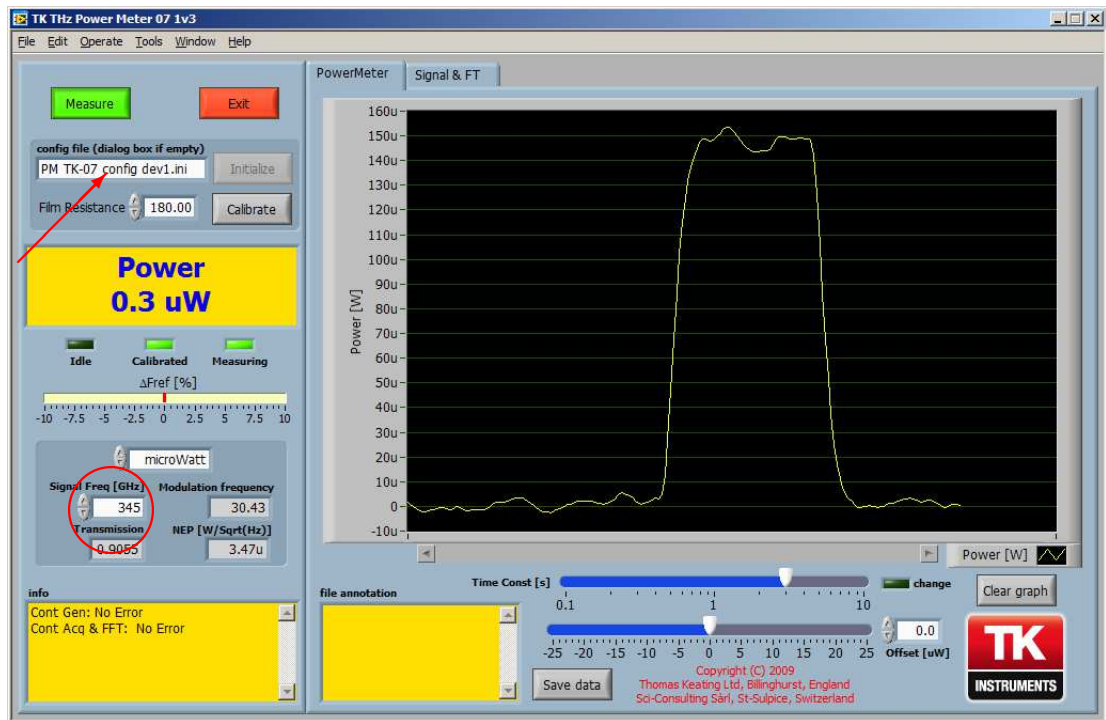 TK THz Power Meter 07 1v3
File Edit Operate Tools Window Help
Measure
Exit
config file (dialog box if empty)
PM TK-07 config dev1.ini
Initialize
Film Resistance
180.00
Calibrate
Power
0.3 uW
Idle Calibrated Measuring
ΔFref [%]
-10 -7.5 -5 -2.5 0 2.5 5 7.5 10
microWatt
Signal Freq [GHz] Modulation frequency
345 30.43
Transmission NEP [W/Sqrt(Hz)]
0.9055 3.47u
info
Cont Gen: No Error
Cont Acq & FFT: No Error
PowerMeter Signal & FT
Power [W]
160u
150u
140u
130u
120u
110u
100u
90u
80u
70u
60u
50u
40u
30u
20u
10u
0
-10u
Power [W]
Time Const [s]
0.1 1 10
change
Clear graph
file annotation
-25 -20 -15 -10 -5 0 5 10 15 20 25
0.0
Offset [uW]
Save data
Copyright (C) 2009
Thomas Keating Ltd, Billinghurst, England
Sci-Consulting Sàrl, St-Sulpice, Switzerland
TK
INSTRUMENTS